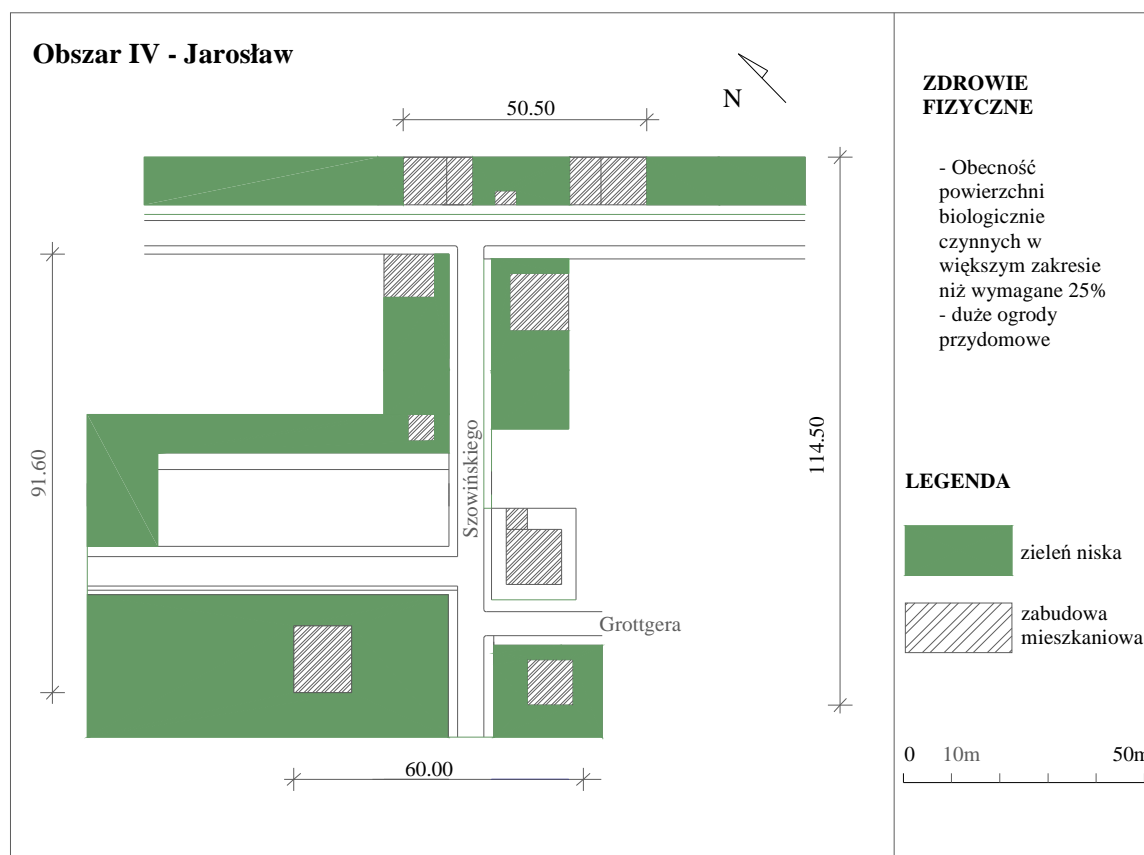 Obszar IV - Jarosław
N
50.50
91.60
114.50
Szowińskiego
Grottgera
60.00
ZDROWIE
FIZYCZNE
- Obecność
powierzchni
biologicznie
czynnych w
większym zakresie
niż wymagane 25%
- duże ogrody
przydomowe
LEGENDA
zieleń niska
zabudowa
mieszkaniowa
0 10m 50m